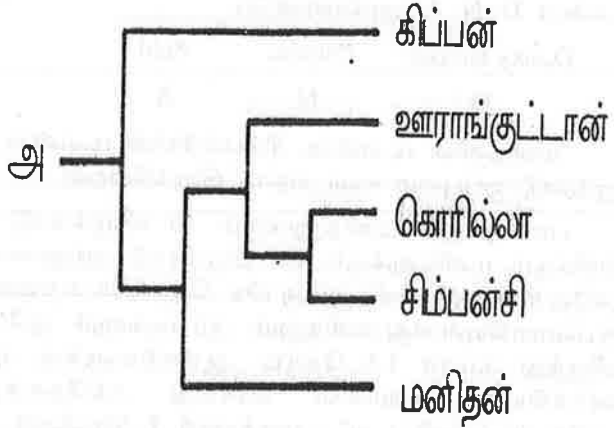 கிப்பன்
ஊராங்குட்டான்
அ
கொரில்லா
சிம்பன்சி
மனிதன்